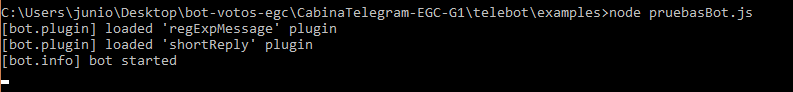 C:\Users\junio\Desktop\bot-votos-egc\CabinaTelegram-EGC-G1\telebot\examples>node pruebasBot.js
[bot.plugin] loaded 'regExpMessage' plugin
[bot.plugin] loaded 'shortReply' plugin
[bot.info] bot started